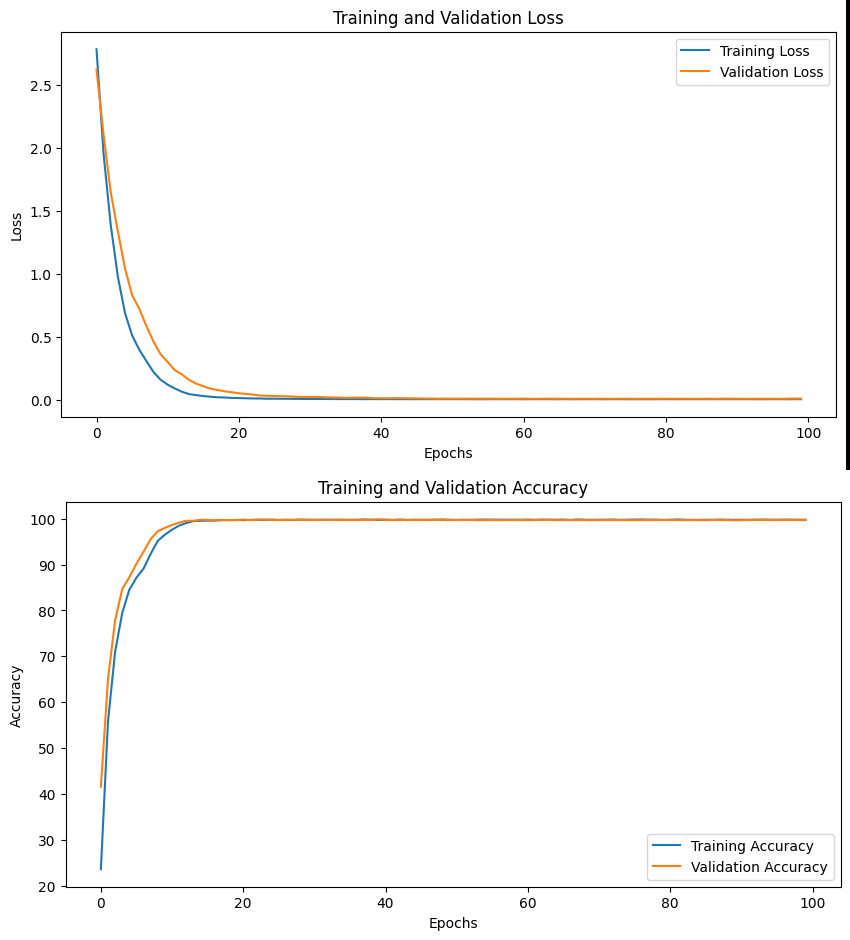 Training and Validation Loss
Training Loss
Validation Loss
2.5
2.0
1.5
1.0
0.5
0.0
Loss
0 20 40 60 80 100
Epochs
Training and Validation Accuracy
100
90
80
70
60
50
40
30
20
Accuracy
Training Accuracy
Validation Accuracy
0 20 40 60 80 100
Epochs